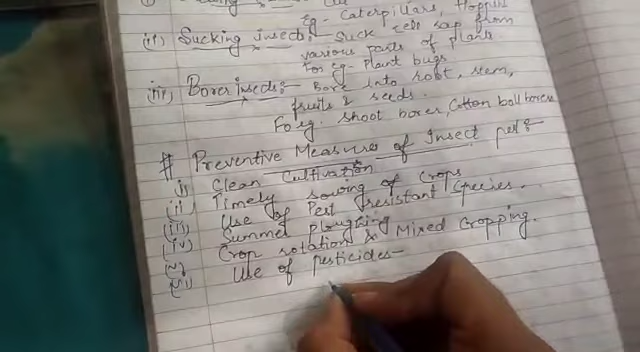 Eg - Caterpillars, Hoppers
(ii) Sucking insect:- Suck cell sap from
various parts of plants
For eg - Plant bugs
(iii) Borer insects:- Bore into root, stem,
fruits & seeds.
For eg. shoot borer, Cotton boll borer
# Preventive Measures of Insect pest:-
(i) Clean Cultivation
(ii) Timely sowing of crops
(iii) Use of Pest resistant species.
(iv) Summer ploughing
(v) Crop rotation & Mixed Cropping.
(vi) Use of pesticides-